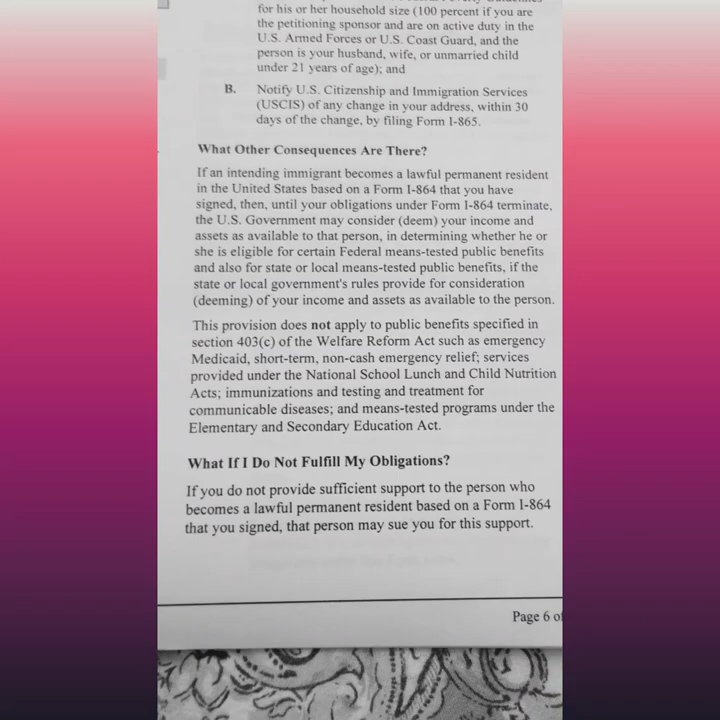 for his or her household size (100 percent if you are
the petitioning sponsor and are on active duty in the
U.S. Armed Forces or U.S. Coast Guard, and the
person is your husband, wife, or unmarried child
under 21 years of age); and
B. Notify U.S. Citizenship and Immigration Services
(USCIS) of any change in your address, within 30
days of the change, by filing Form I-865.
What Other Consequences Are There?
If an intending immigrant becomes a lawful permanent resident
in the United States based on a Form I-864 that you have
signed, then, until your obligations under Form I-864 terminate,
the U.S. Government may consider (deem) your income and
assets as available to that person, in determining whether he or
she is eligible for certain Federal means-tested public benefits
and also for state or local means-tested public benefits, if the
state or local government's rules provide for consideration
(deeming) of your income and assets as available to the person.
This provision does not apply to public benefits specified in
section 403(c) of the Welfare Reform Act such as emergency
Medicaid, short-term, non-cash emergency relief; services
provided under the National School Lunch and Child Nutrition
Acts; immunizations and testing and treatment for
communicable diseases; and means-tested programs under the
Elementary and Secondary Education Act.
What If I Do Not Fulfill My Obligations?
If you do not provide sufficient support to the person who
becomes a lawful permanent resident based on a Form I-864
that you signed, that person may sue you for this support.
Page 6 of